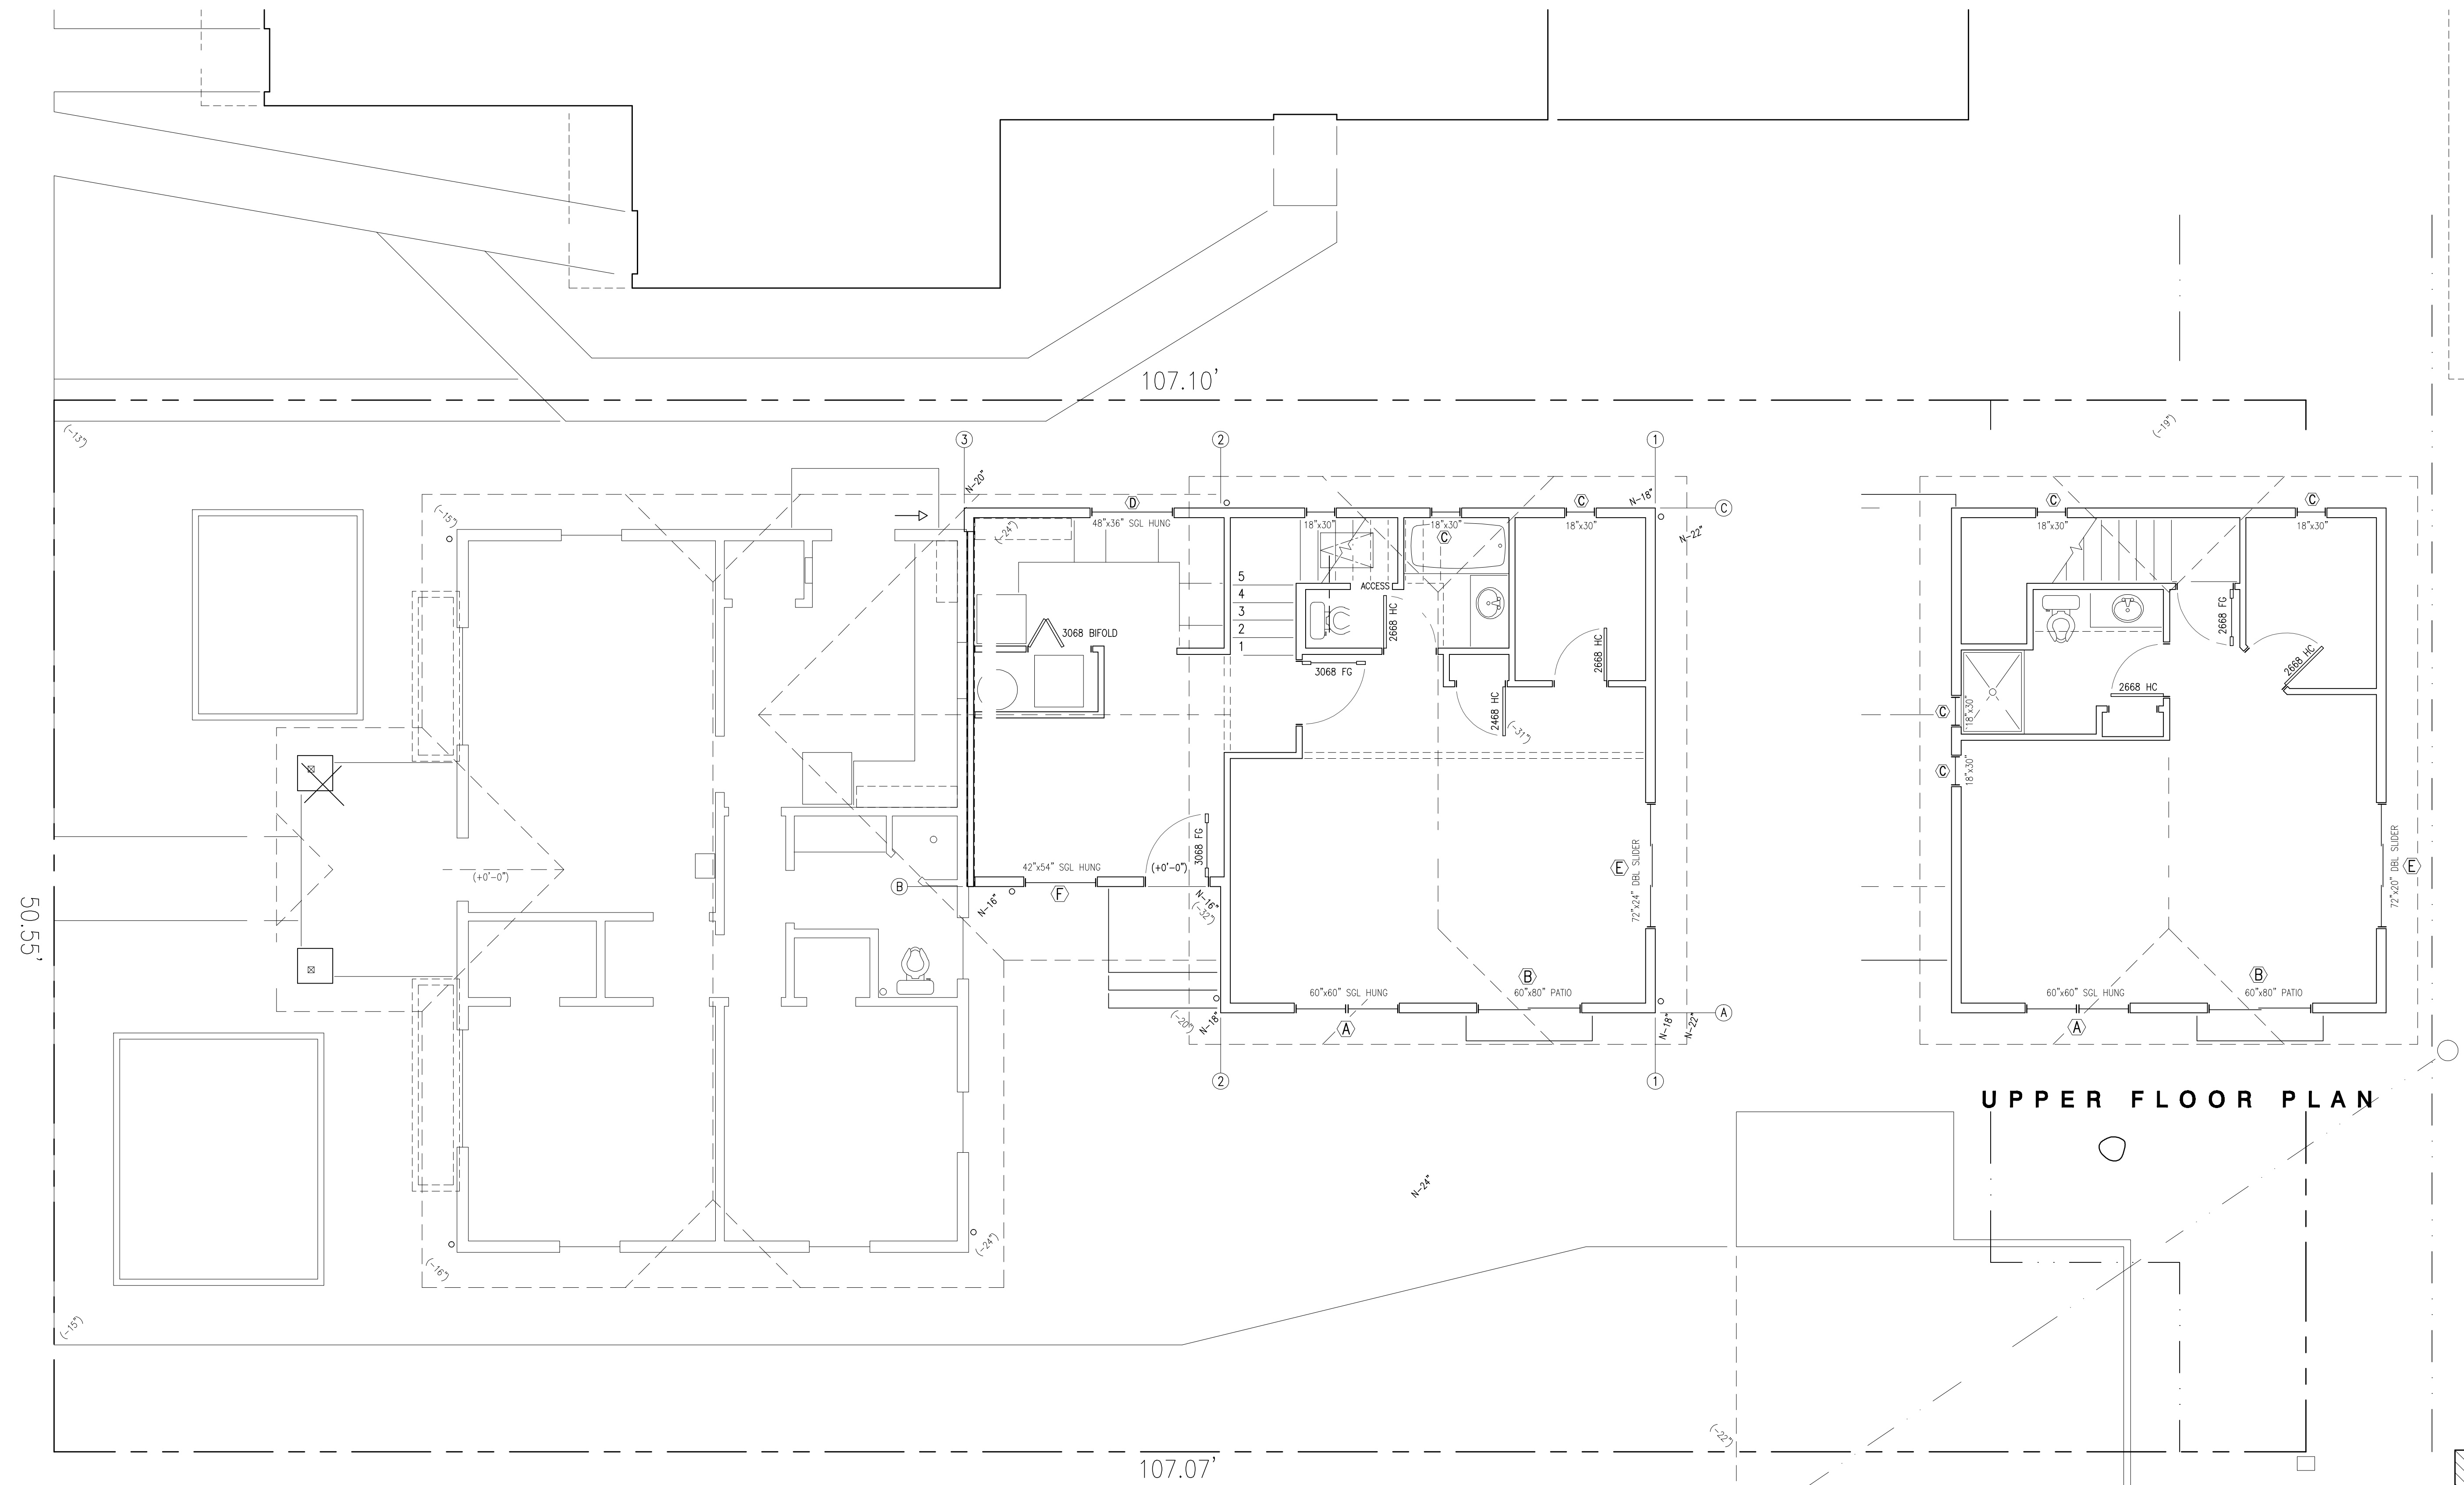 107.10'
(-13")
(-19")
3
2
1
N-20"
(-15")
D
48"x36" SGL HUNG
(-24")
18"x30"
18"x30"
C
C
18"x30"
N-18"
C
N-22"
C
18"x30"
C
18"x30"
5
4
3
2
1
ACCESS
2668 HC
3068 BIFOLD
3068 FG
2668 HC
2468 HC
(-31")
2668 FG
2668 HC
2668 HC
C
18"x30"
C
18"x30"
(+0'-0")
B
42"x54" SGL HUNG
F
(+0'-0")
3068 FG
N-16"
N-16"
(-32")
E
72"x24" DBL SLIDER
72"x20" DBL SLIDER
E
50.55'
60"x60" SGL HUNG
A
B
60"x80" PATIO
(-20")
N-18"
N-18"
N-22"
A
60"x60" SGL HUNG
A
B
60"x80" PATIO
2
1
UPPER FLOOR PLAN
N-24"
(-16")
(-24")
(-15")
(-22")
107.07'